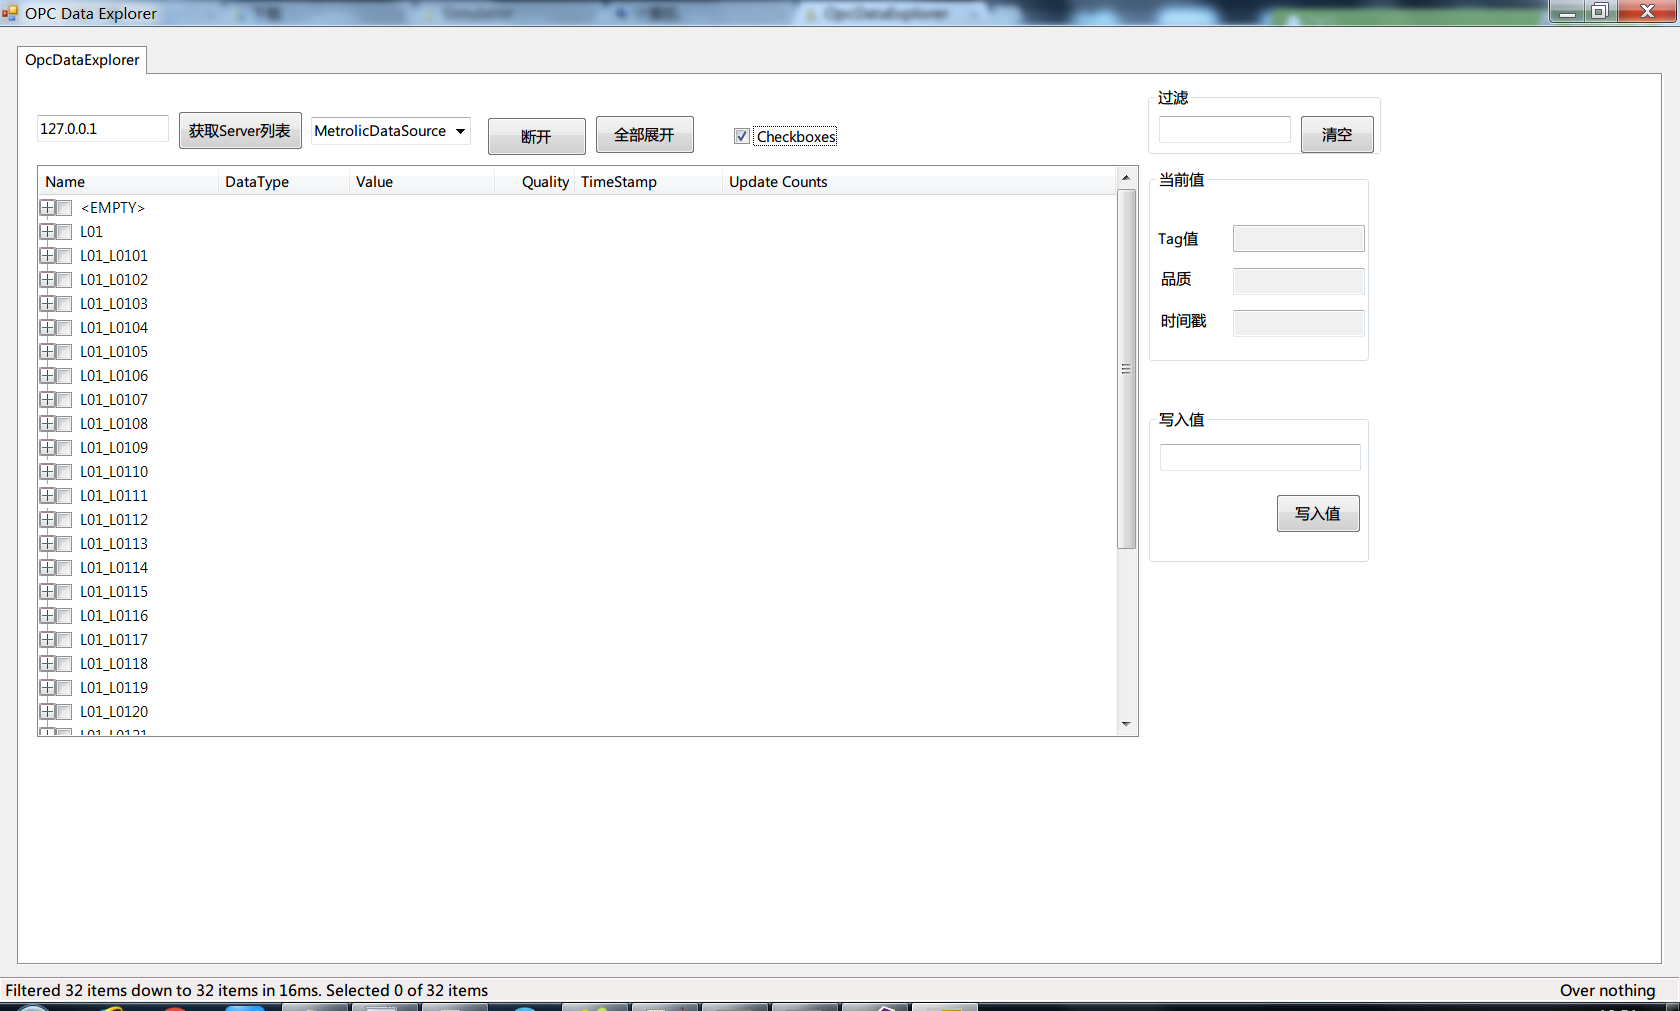 OPC Data Explorer
OpcDataExplorer
127.0.0.1
获取Server列表
MetrolicDataSource
断开
全部展开
Checkboxes
过滤
清空
Name DataType Value Quality TimeStamp Update Counts
<EMPTY>
L01
L01_L0101
L01_L0102
L01_L0103
L01_L0104
L01_L0105
L01_L0106
L01_L0107
L01_L0108
L01_L0109
L01_L0110
L01_L0111
L01_L0112
L01_L0113
L01_L0114
L01_L0115
L01_L0116
L01_L0117
L01_L0118
L01_L0119
L01_L0120
L01_L0121
当前值
Tag值
品质
时间戳
写入值
写入值
Filtered 32 items down to 32 items in 16ms. Selected 0 of 32 items
Over nothing